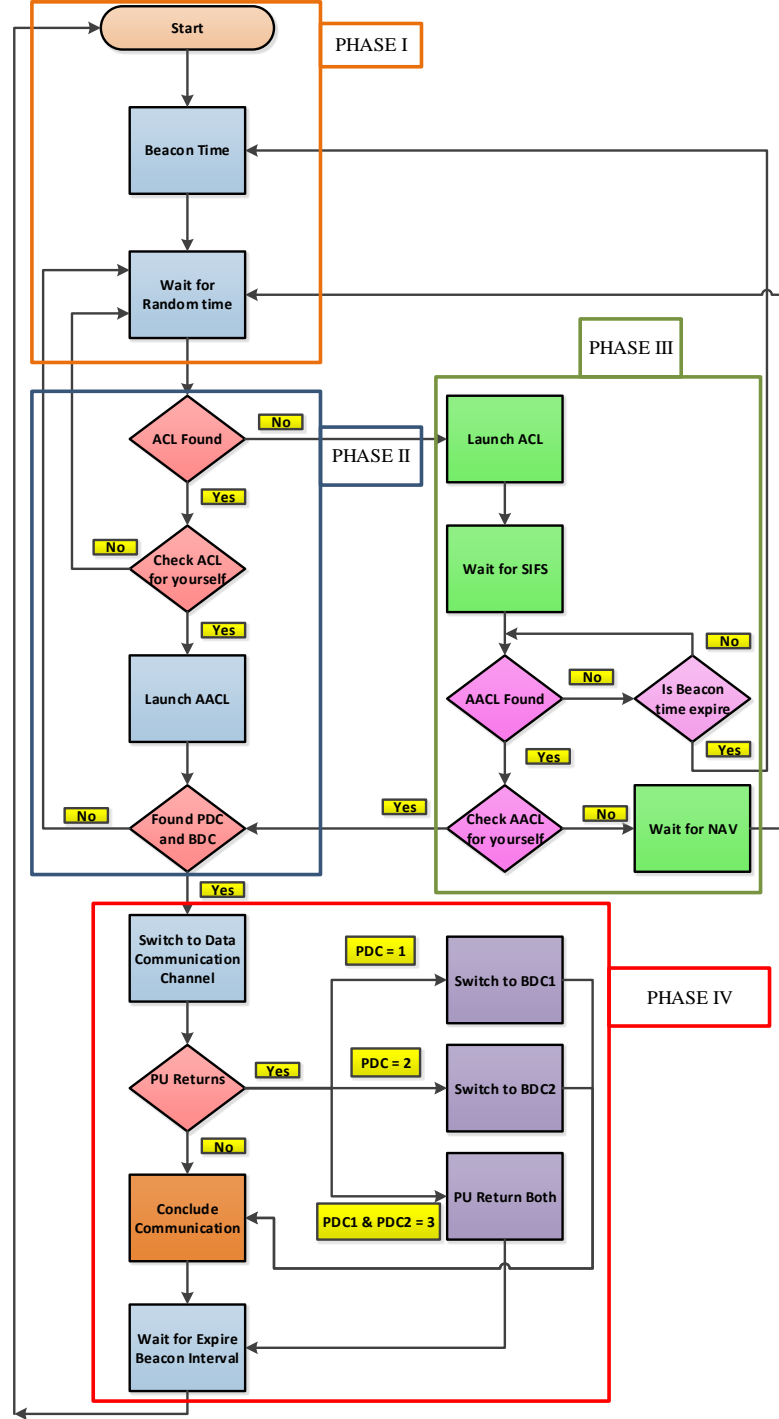 Start
PHASE I
Beacon Time
Wait for
Random time
PHASE III
ACL Found
No
PHASE II
Launch ACL
Yes
No
Check ACL
for yourself
Wait for SIFS
Yes
No
Launch AACL
AACL Found
No
Is Beacon
time expire
Yes
Yes
No
Found PDC
and BDC
Yes
Check AACL
for yourself
No
Wait for NAV
Yes
Switch to Data
Communication
Channel
PDC = 1
Switch to BDC1
PHASE IV
PU Returns
Yes
PDC = 2
Switch to BDC2
No
Conclude
Communication
PDC1 & PDC2 = 3
PU Return Both
Wait for Expire
Beacon Interval